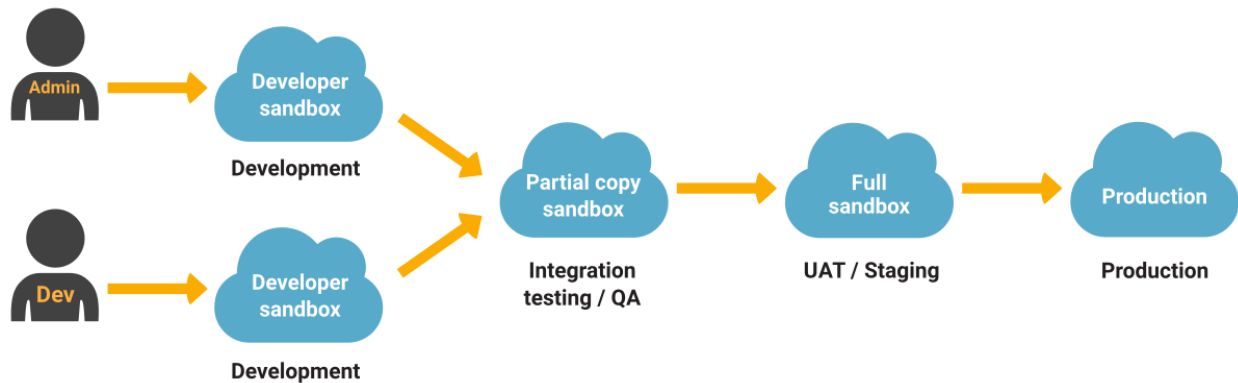 Admin
Developer
sandbox
Development
Dev
Developer
sandbox
Development
Partial copy
sandbox
Integration
testing / QA
Full
sandbox
UAT / Staging
Production
Production